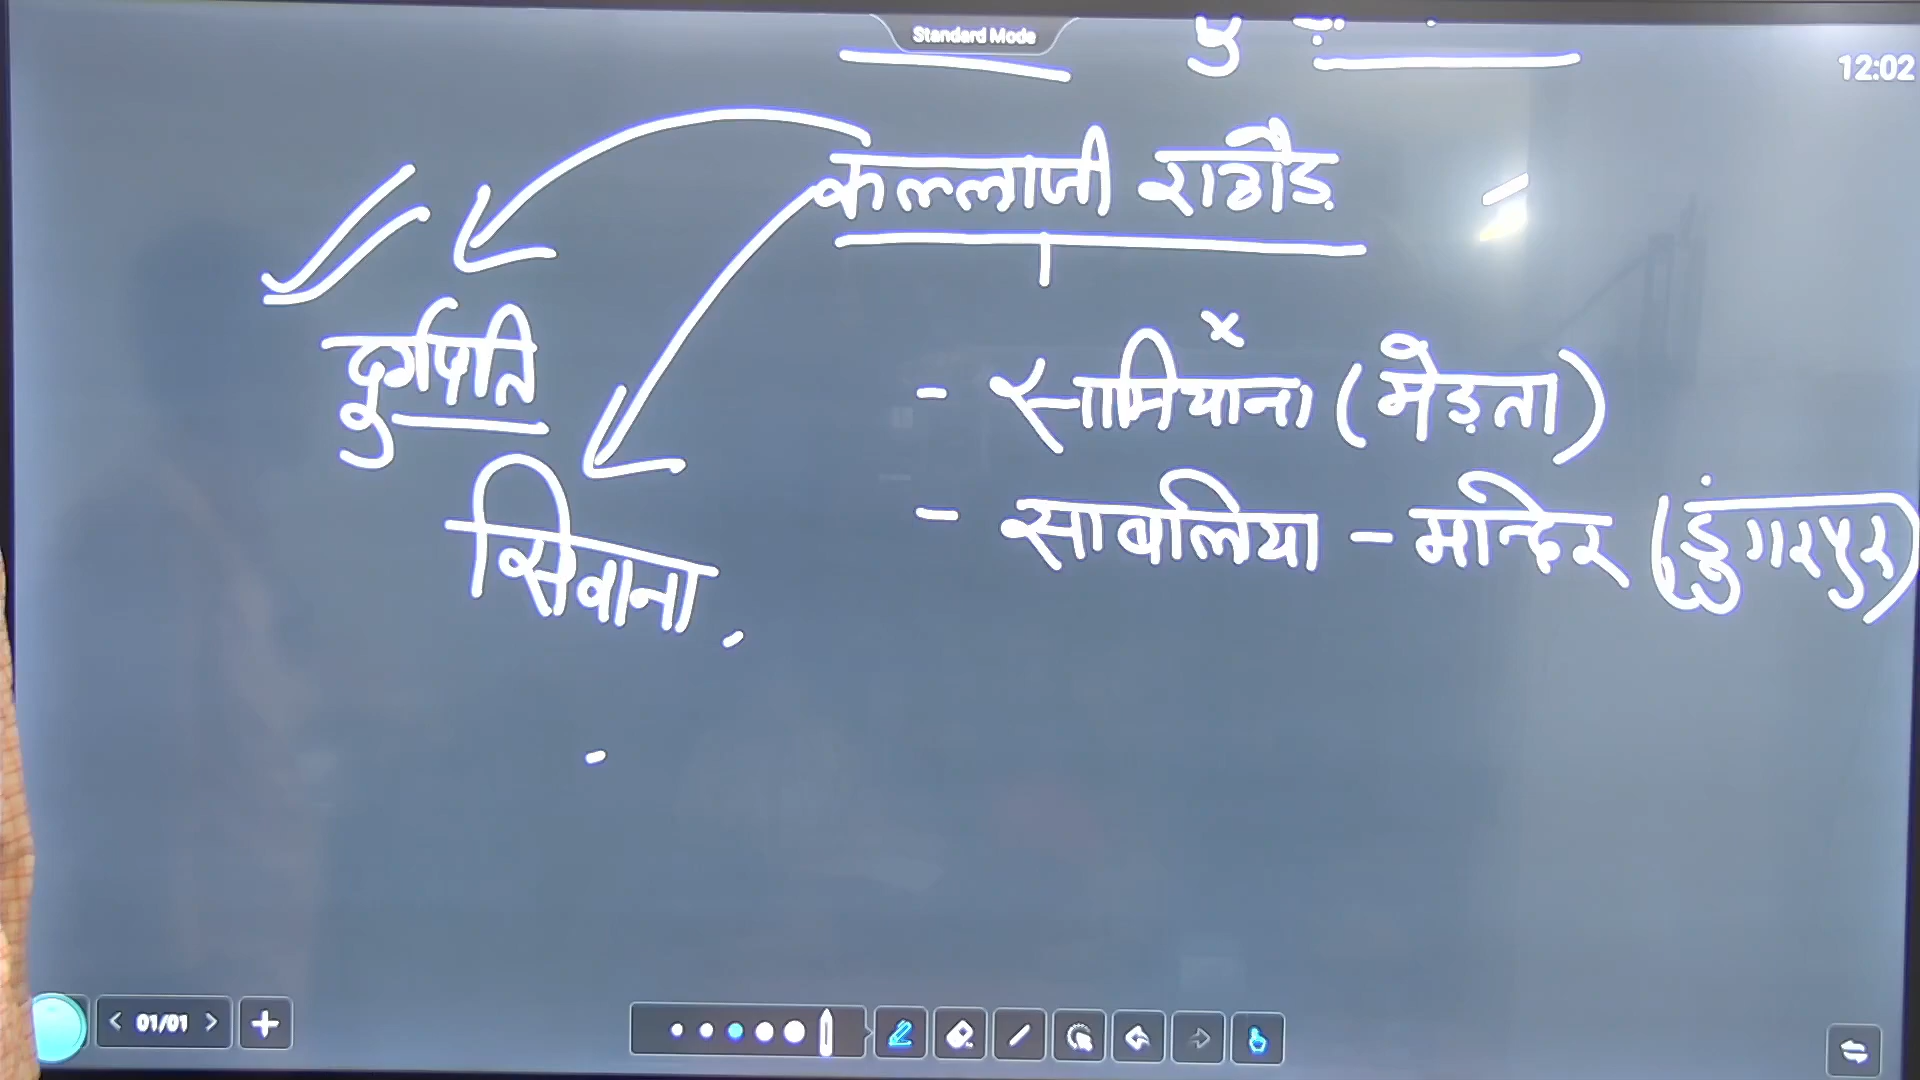 Standard Mode
12:02
कल्लाजी राठौड़
दुर्गपति
- सामियाना (मेड़ता)
सिवाना
- सावलिया - मन्दिर (डुंगरपुर)
01/01